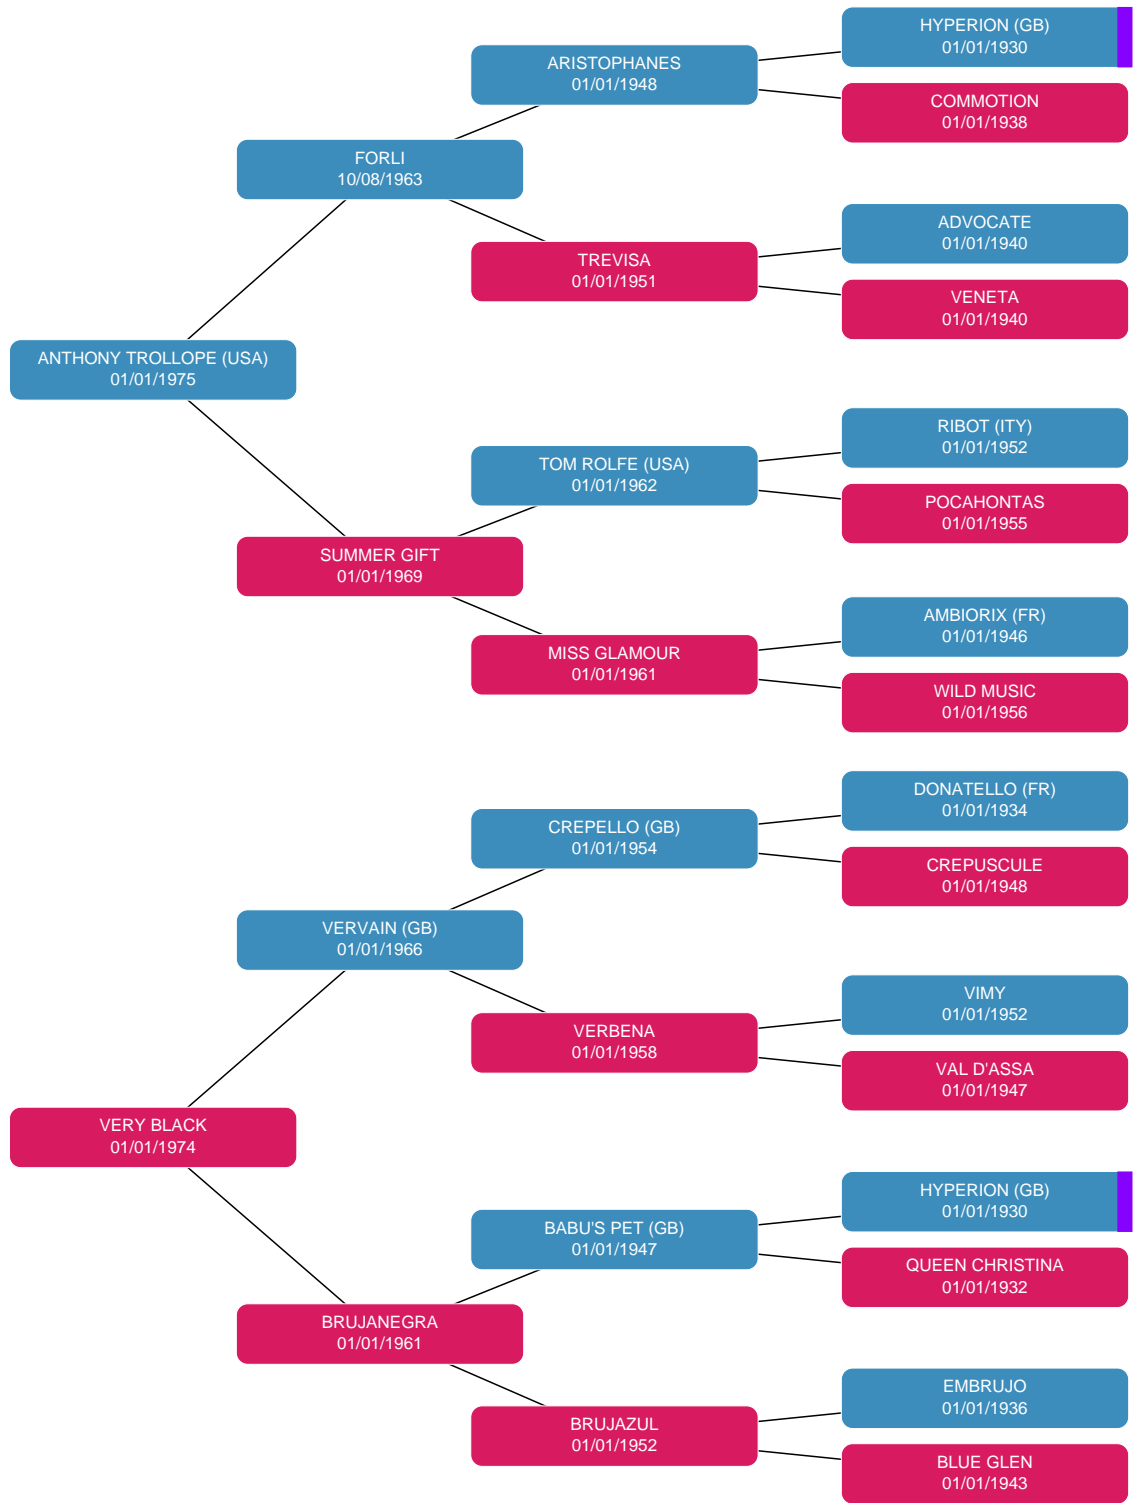 HYPERION (GB)
01/01/1930
ARISTOPHANES
01/01/1948
COMMOTION
01/01/1938
FORLI
10/08/1963
ADVOCATE
01/01/1940
TREVISA
01/01/1951
VENETA
01/01/1940
ANTHONY TROLLOPE (USA)
01/01/1975
RIBOT (ITY)
01/01/1952
TOM ROLFE (USA)
01/01/1962
POCAHONTAS
01/01/1955
SUMMER GIFT
01/01/1969
AMBIORIX (FR)
01/01/1946
MISS GLAMOUR
01/01/1961
WILD MUSIC
01/01/1956
DONATELLO (FR)
01/01/1934
CREPELLO (GB)
01/01/1954
CREPUSCULE
01/01/1948
VERVAIN (GB)
01/01/1966
VIMY
01/01/1952
VERBENA
01/01/1958
VAL D'ASSA
01/01/1947
VERY BLACK
01/01/1974
HYPERION (GB)
01/01/1930
BABU'S PET (GB)
01/01/1947
QUEEN CHRISTINA
01/01/1932
BRUJANEGRA
01/01/1961
EMBRUJO
01/01/1936
BRUJAZUL
01/01/1952
BLUE GLEN
01/01/1943